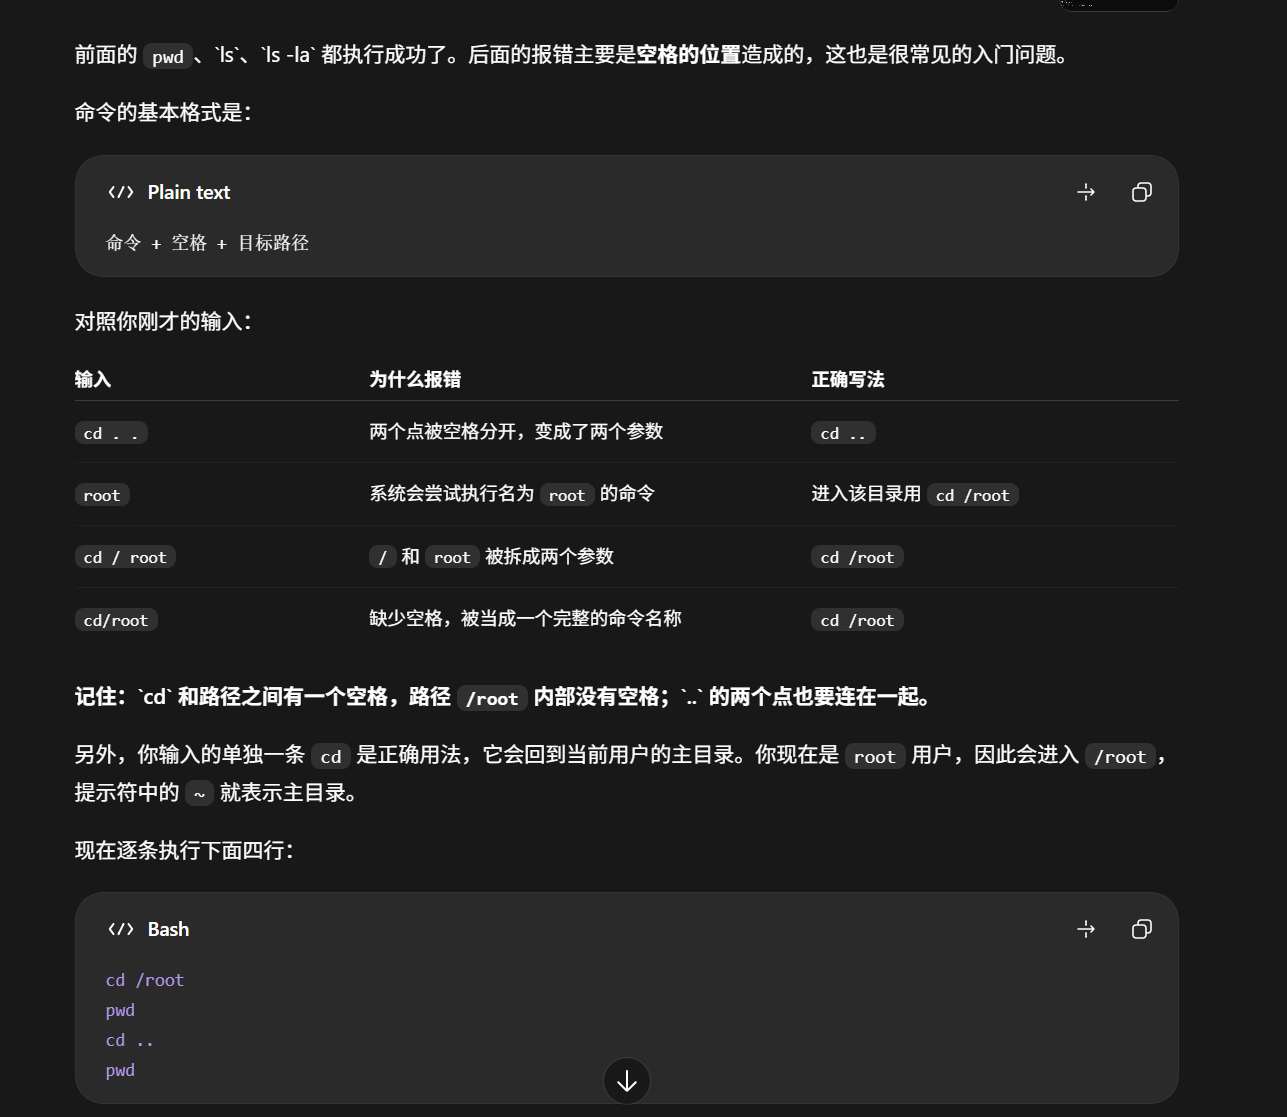 前面的 pwd、`ls`、`ls -la` 都执行成功了。后面的报错主要是空格的位置造成的，这也是很常见的入门问题。
命令的基本格式是：
Plain text
命令 + 空格 + 目标路径
对照你刚才的输入：
输入 为什么报错 正确写法
cd . . 两个点被空格分开，变成了两个参数 cd ..
root 系统会尝试执行名为 root 的命令 进入该目录用 cd /root
cd / root / 和 root 被拆成两个参数 cd /root
cd/root 缺少空格，被当成一个完整的命令名称 cd /root
记住：`cd` 和路径之间有一个空格，路径 /root 内部没有空格；`..` 的两个点也要连在一起。
另外，你输入的单独一条 cd 是正确用法，它会回到当前用户的主目录。你现在是 root 用户，因此会进入 /root，
提示符中的 ~ 就表示主目录。
现在逐条执行下面四行：
Bash
cd /root
pwd
cd ..
pwd